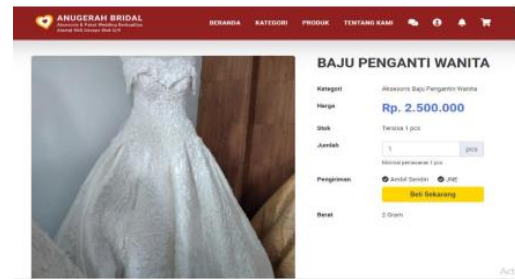 ANUGERAH BRIDAL
BERANDA KATEGORI PRODUK TENTANG KAMI
BAJU PENGANTI WANITA
Kategori Aksesoris Baju Pengantin Wanita
Harga Rp. 2.500.000
Stok Tersisa 1 pcs
Jumlah 1 pcs
Minimal pemesanan 1 pcs
Pengiriman Ambil Sendiri JNE
Beli Sekarang
Berat 2 Gram